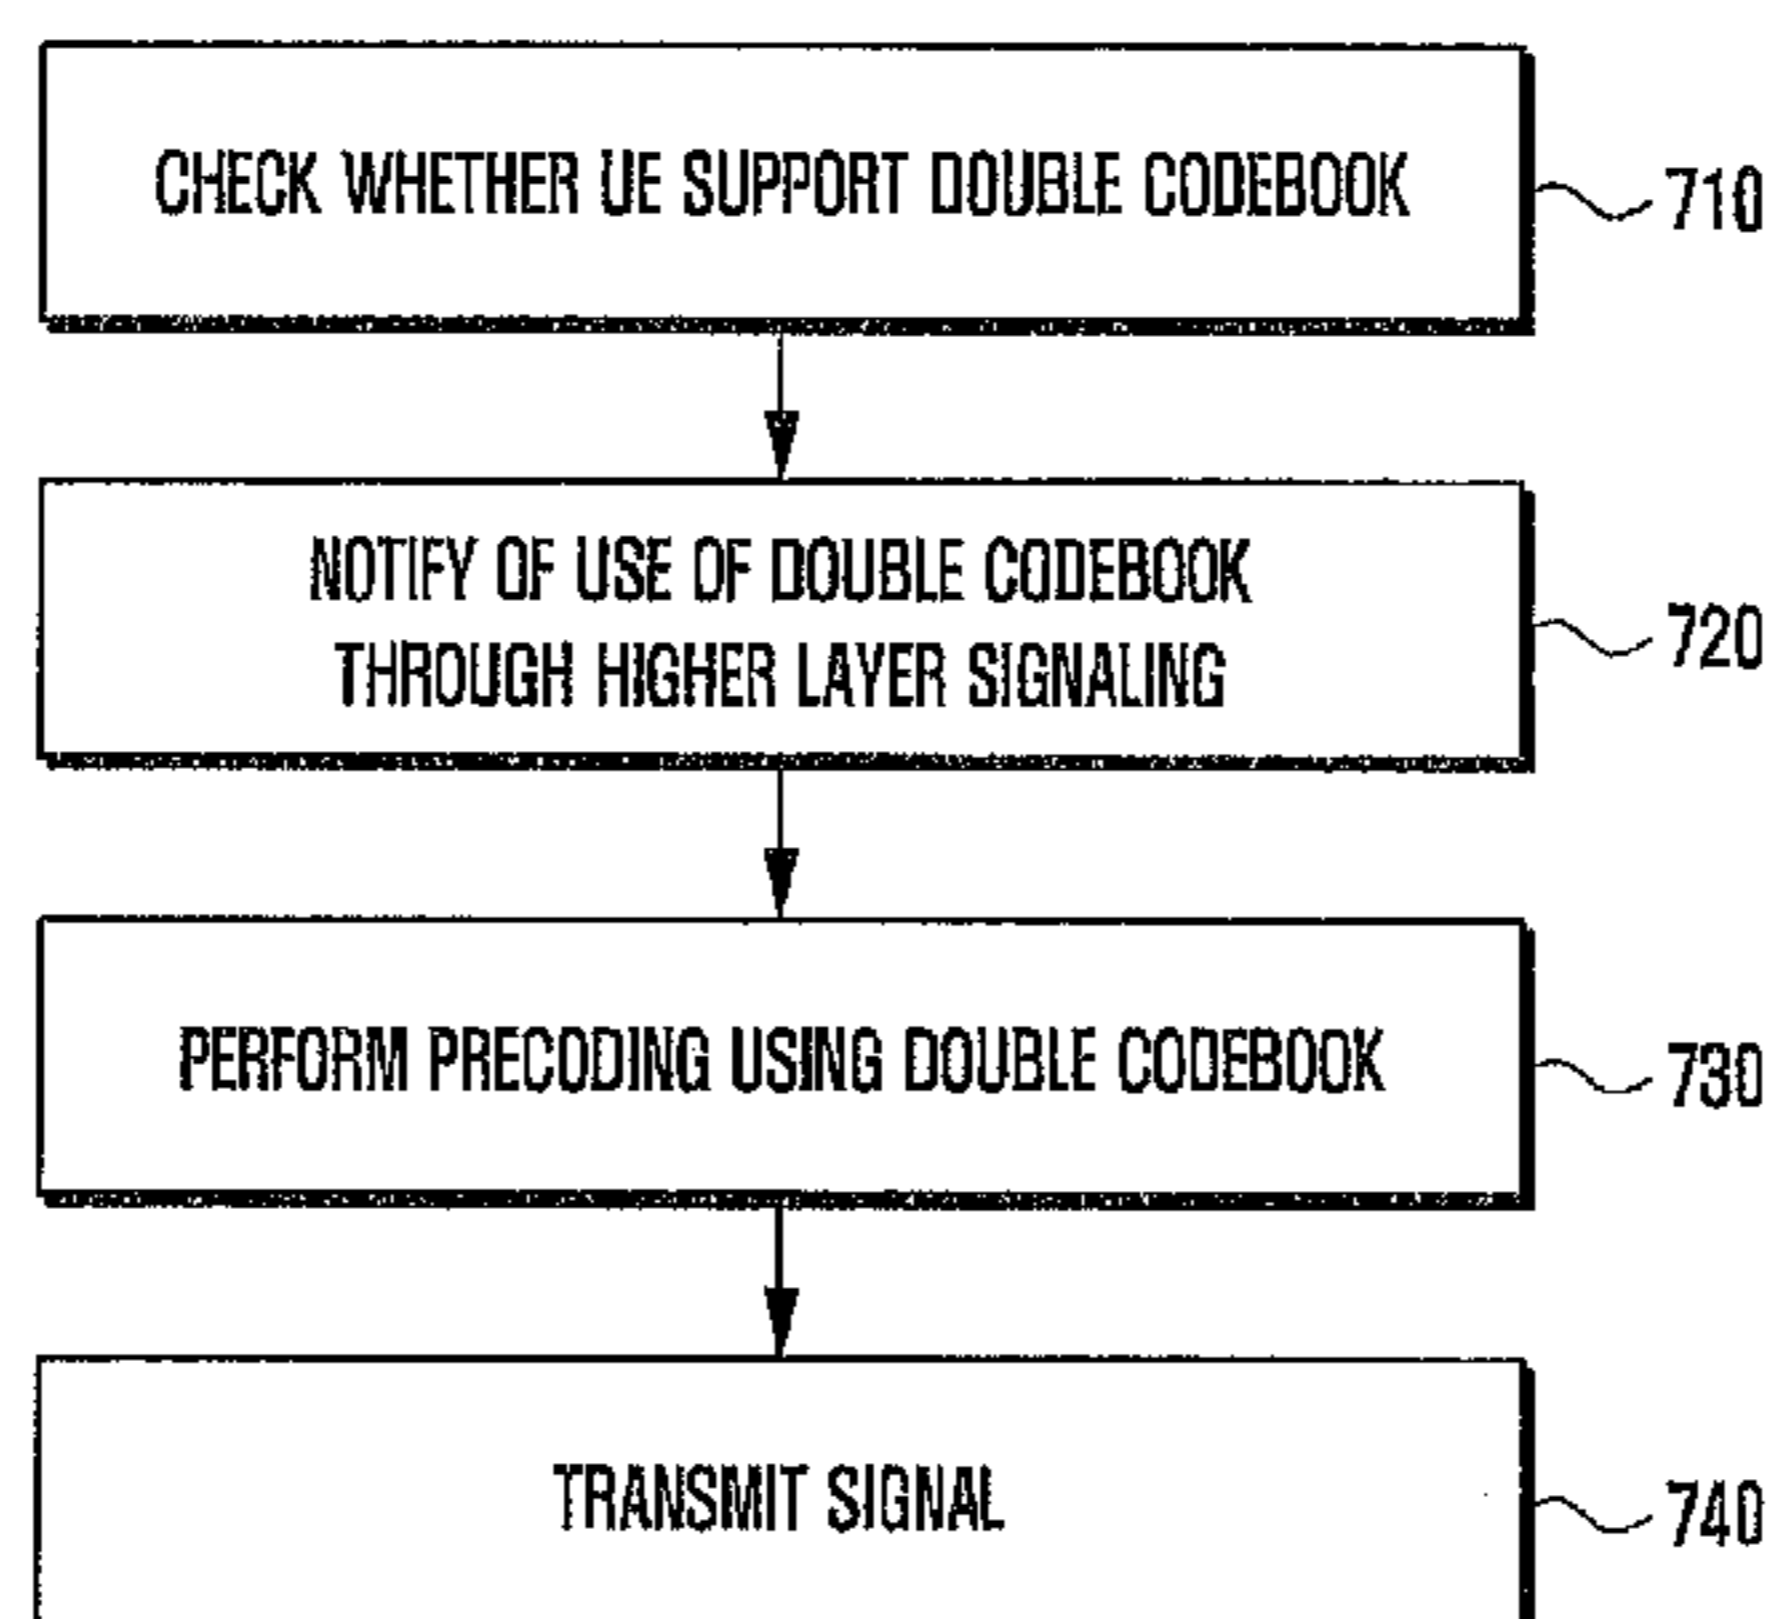 CHECK WHETHER UE SUPPORT DOUBLE CODEBOOK
710
NOTIFY OF USE OF DOUBLE CODEBOOK
THROUGH HIGHER LAYER SIGNALING
720
PERFORM PRECODING USING DOUBLE CODEBOOK
730
TRANSMIT SIGNAL
740